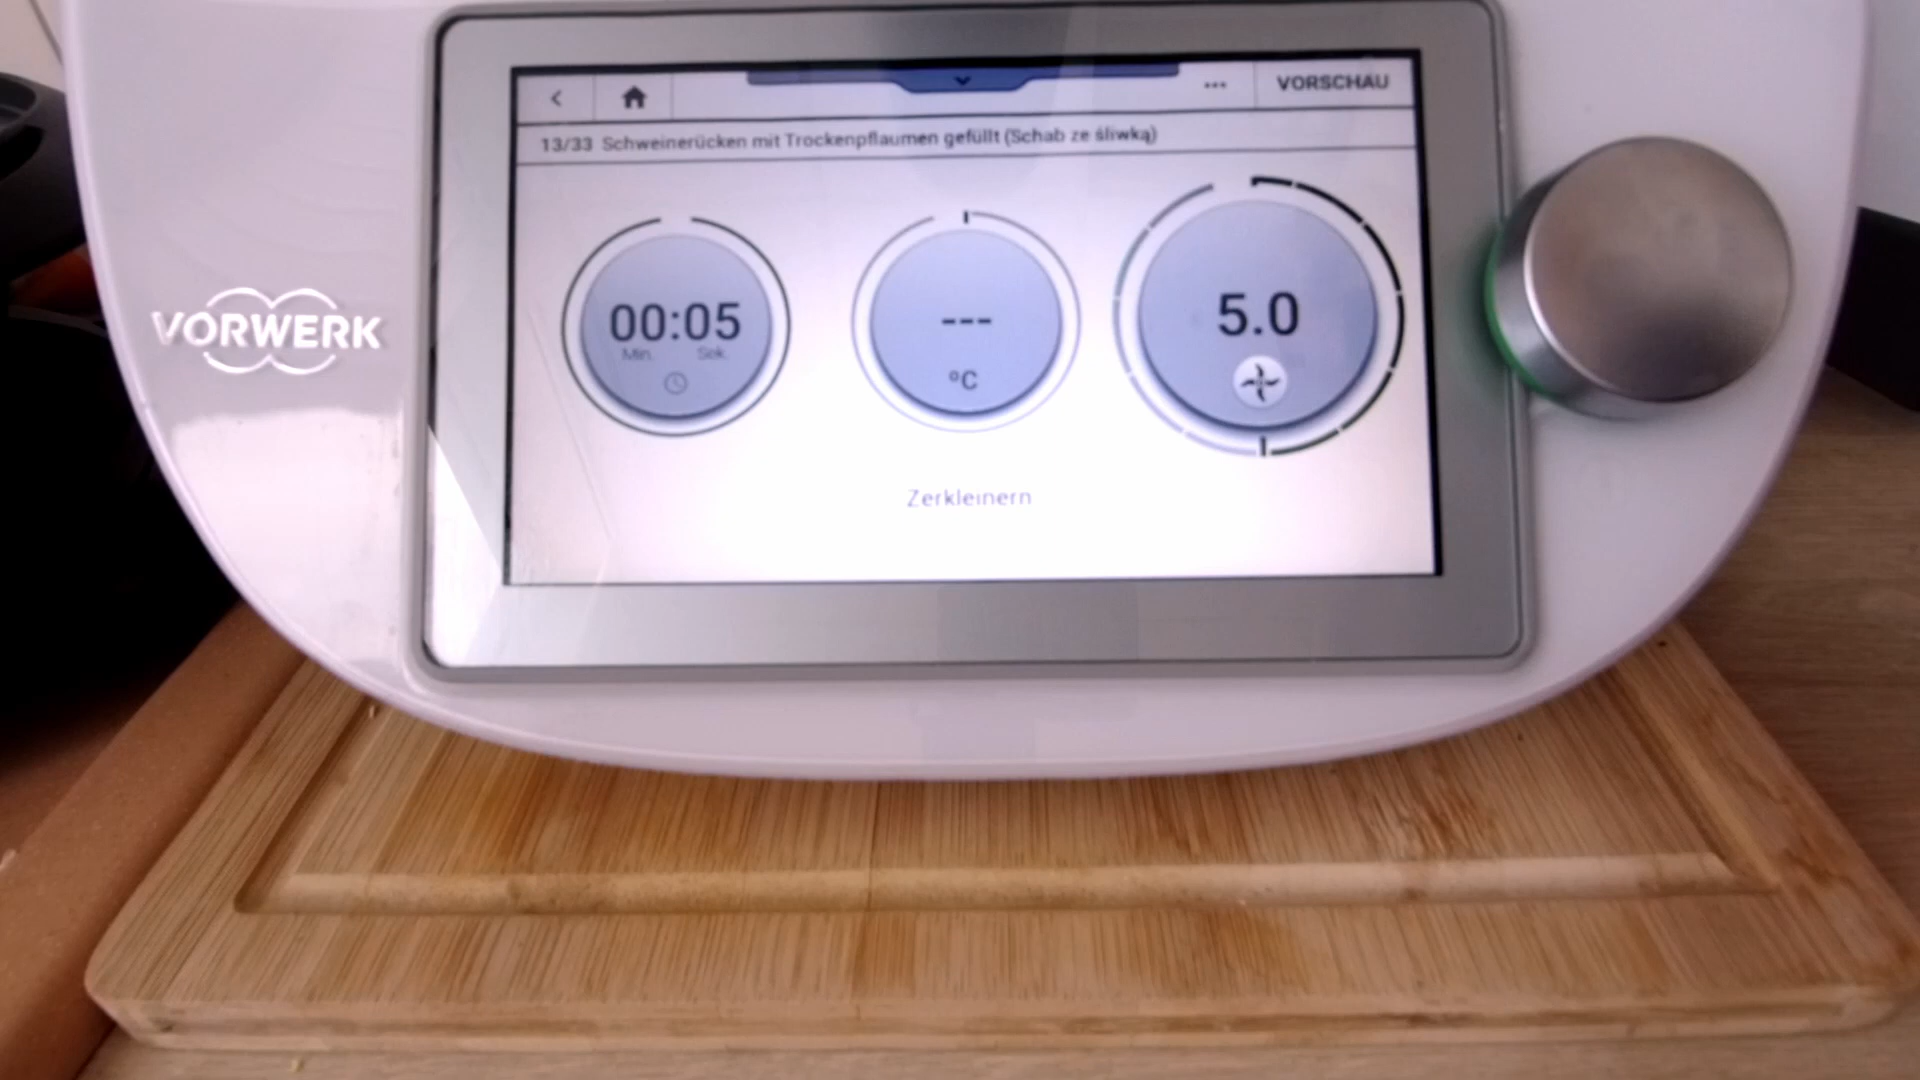 VORSCHAU
13/33 Schweinerücken mit Trockenpflaumen gefüllt (Schab ze śliwką)
00:05
Min. Sek.
---
°C
5.0
Zerkleinern
VORWERK